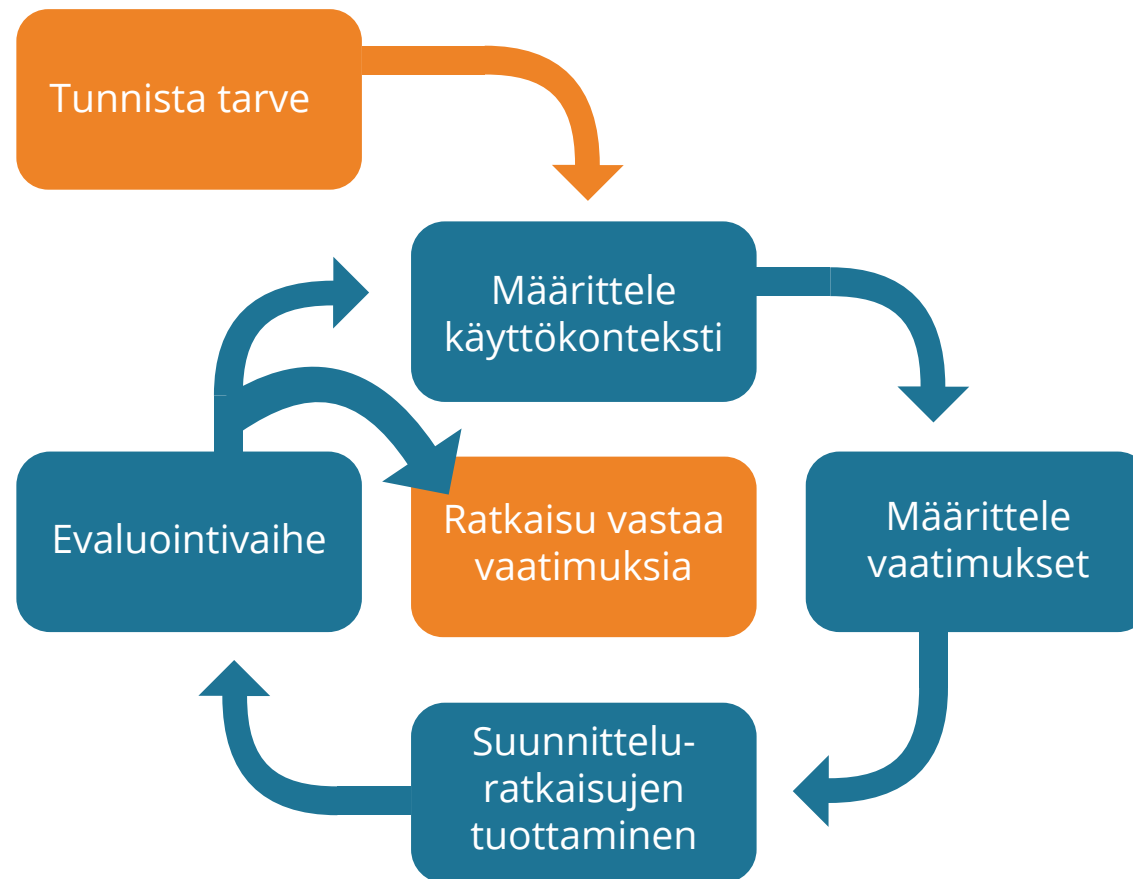 Tunnista tarve
Määrittele
käyttökonteksti
Määrittele
vaatimukset
Suunnittelu-
ratkaisujen
tuottaminen
Evaluointivaihe
Ratkaisu vastaa
vaatimuksia